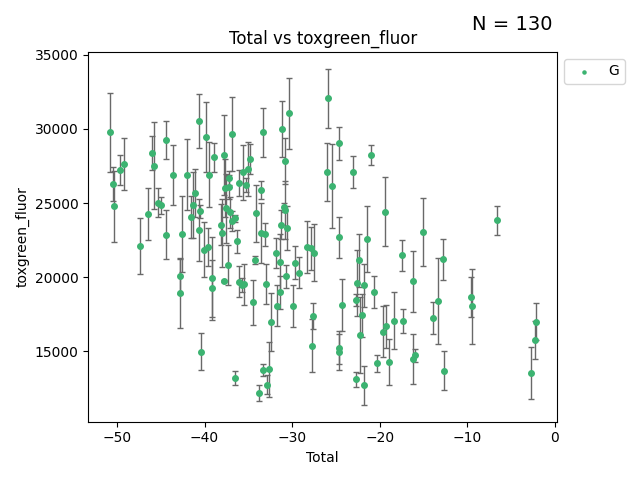 N = 130
Total vs toxgreen_fluor
G
35000
30000
25000
20000
15000
toxgreen_fluor
−50 −40 −30 −20 −10 0
Total